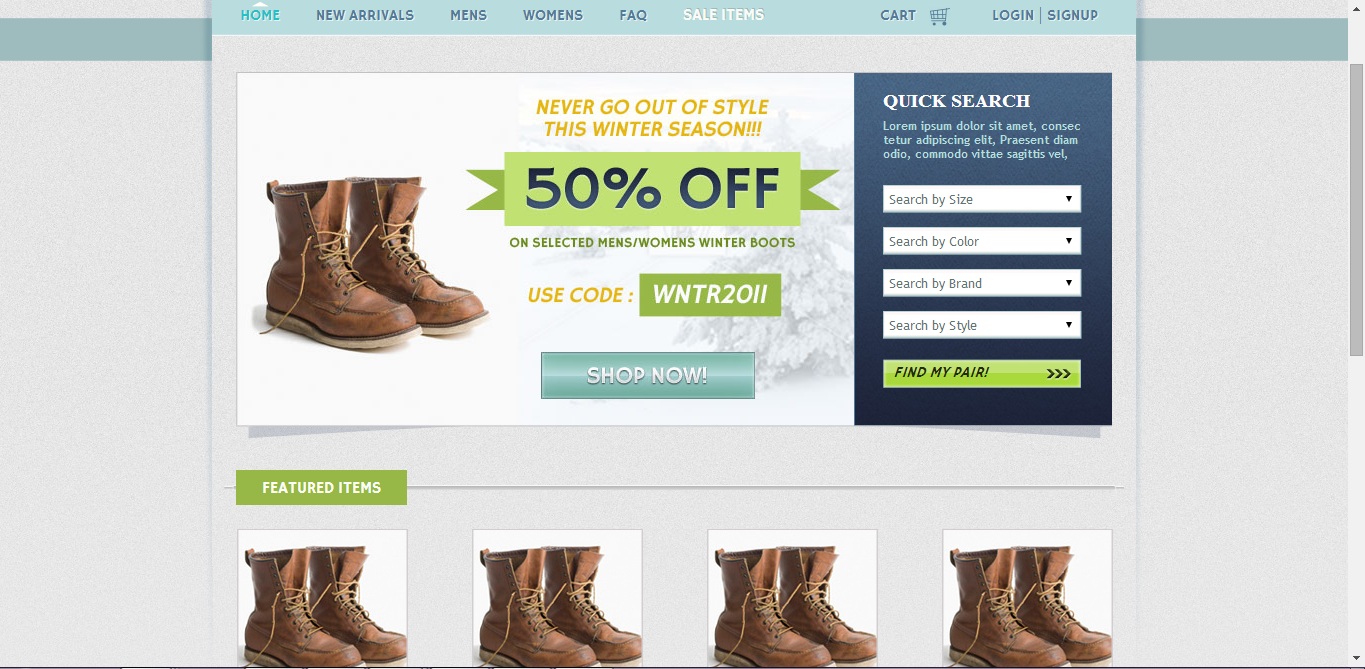 HOME NEW ARRIVALS MENS WOMENS FAQ SALE ITEMS CART LOGIN SIGNUP
NEVER GO OUT OF STYLE
THIS WINTER SEASON!!!
50% OFF
ON SELECTED MENS/WOMENS WINTER BOOTS
USE CODE : WNTR2011
SHOP NOW!
QUICK SEARCH
Lorem ipsum dolor sit amet, consec
tetur adipiscing elit, Praesent diam
odio, commodo vittae sagittis vel,
Search by Size
Search by Color
Search by Brand
Search by Style
FIND MY PAIR! >>>
FEATURED ITEMS